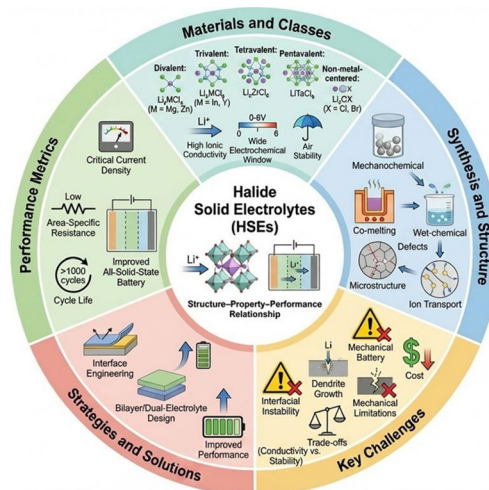 Materials and Classes
Divalent:
Trivalent:
Tetravalent:
Pentavalent:
Non-metal-
centered:
Li₂MCl₄
(M = Mg, Zn)
Li₃MCl₆
(M = In, Y)
Li₂ZrCl₆
LiTaCl₆
(X = Cl, Br)
Li⁺
High Ionic
Conductivity
0-6V
0
6
Wide
Electrochemical
Window
Air
Stability
Synthesis and Structure
Mechanochemical
Co-melting
Wet-chemical
Defects
Microstructure
Ion Transport
Key Challenges
Mechanical
Battery
Cost
Interfacial
Instability
Li
Dendrite
Growth
Mechanical
Limitations
Trade-offs
(Conductivity vs.
Stability)
Strategies and Solutions
Interface
Engineering
Bilayer/Dual-Electrolyte
Design
Improved
Performance
Performance Metrics
Critical Current
Density
Low
Area-Specific
Resistance
>1000
cycles
Cycle Life
Improved
All-Solid-State
Battery
Halide
Solid Electrolytes
(HSEs)
Li⁺
Li⁺
Structure–Property–Performance
Relationship